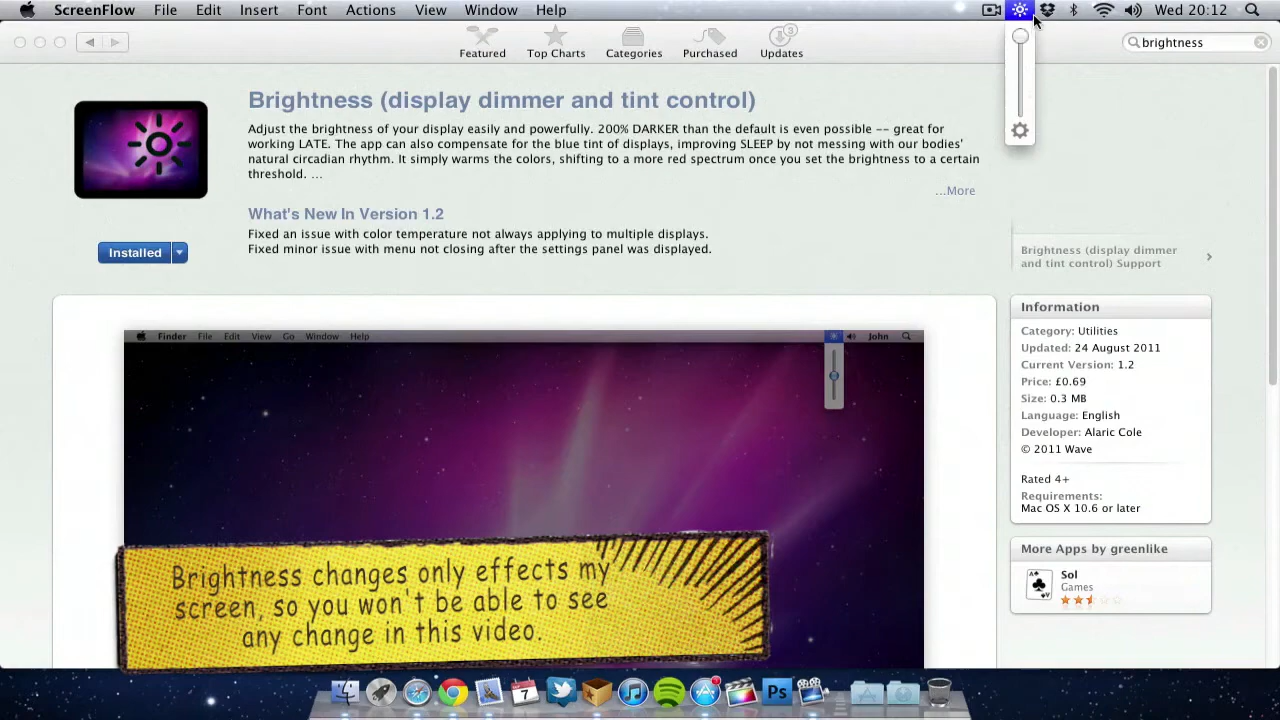 ScreenFlow File Edit Insert Font Actions View Window Help Wed 20:12
Featured Top Charts Categories Purchased Updates
3
brightness
Brightness (display dimmer and tint control)
Adjust the brightness of your display easily and powerfully. 200% DARKER than the default is even possible -- great for
working LATE. The app can also compensate for the blue tint of displays, improving SLEEP by not messing with our bodies'
natural circadian rhythm. It simply warms the colors, shifting to a more red spectrum once you set the brightness to a certain
threshold. ...
...More
What's New In Version 1.2
Fixed an issue with color temperature not always applying to multiple displays.
Fixed minor issue with menu not closing after the settings panel was displayed.
Installed
Brightness (display dimmer
and tint control) Support
Information
Category: Utilities
Updated: 24 August 2011
Current Version: 1.2
Price: £0.69
Size: 0.3 MB
Language: English
Developer: Alaric Cole
© 2011 Wave
Rated 4+
Requirements:
Mac OS X 10.6 or later
More Apps by greenlike
Sol
Games
Finder File Edit View Go Window Help John
Brightness changes only effects my
screen, so you won't be able to see
any change in this video.
7
Ps